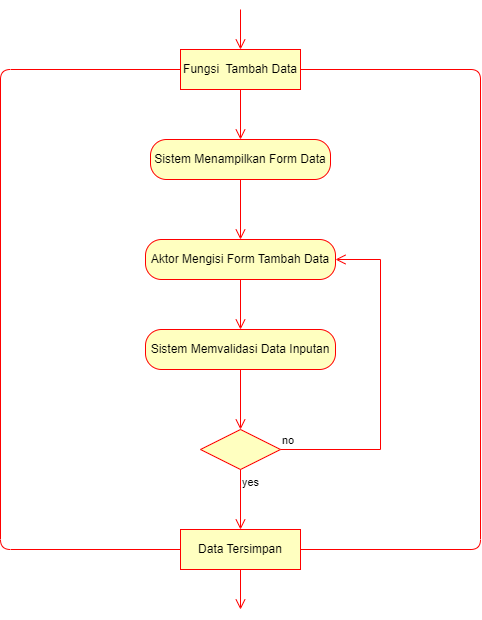 Fungsi  Tambah Data
Sistem Menampilkan Form Data
Aktor Mengisi Form Tambah Data
Sistem Memvalidasi Data Inputan
no
yes
Data Tersimpan